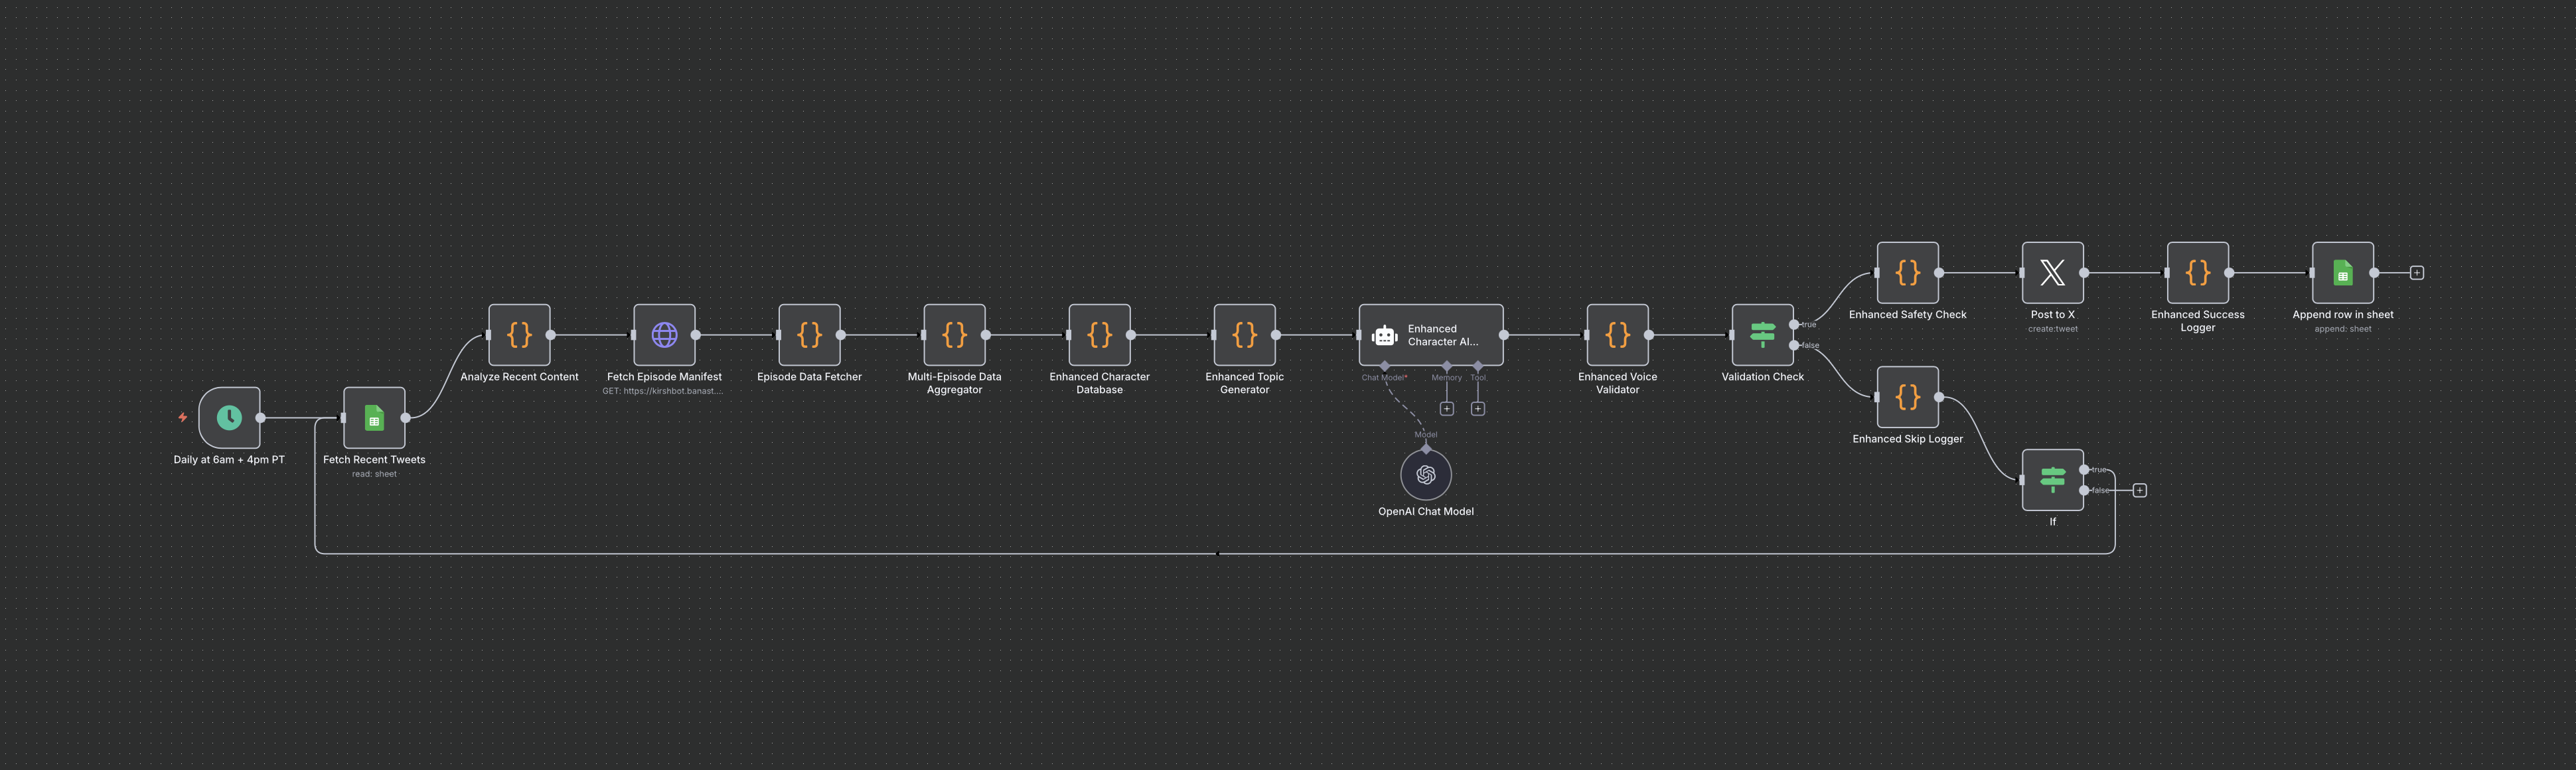 Daily at 6am + 4pm PT
Fetch Recent Tweets
read: sheet
Analyze Recent Content
Fetch Episode Manifest
GET: https://kirshbot.banast....
Episode Data Fetcher
Multi-Episode Data
Aggregator
Enhanced Character
Database
Enhanced Topic
Generator
Enhanced
Character AI...
Chat Model*
Memory
Tool
Model
OpenAI Chat Model
Enhanced Voice
Validator
Validation Check
true
false
Enhanced Safety Check
Post to X
create:tweet
Enhanced Success
Logger
Append row in sheet
append: sheet
Enhanced Skip Logger
If
true
false